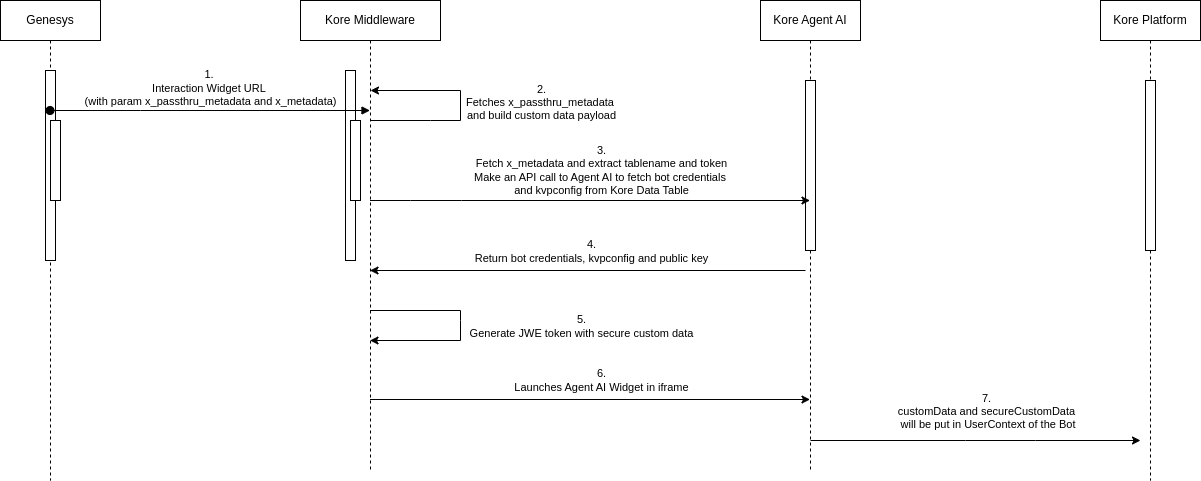 Genesys
Kore Middleware
Kore Agent AI
Kore Platform
1.
Interaction Widget URL
(with param x_passthru_metadata and x_metadata)
2.
Fetches x_passthru_metadata
and build custom data payload
3.
Fetch x_metadata and extract tablename and token
Make an API call to Agent AI to fetch bot credentials
and kvpconfig from Kore Data Table
4.
Return bot credentials, kvpconfig and public key
5.
Generate JWE token with secure custom data
6.
Launches Agent AI Widget in iframe
7.
customData and secureCustomData
will be put in UserContext of the Bot